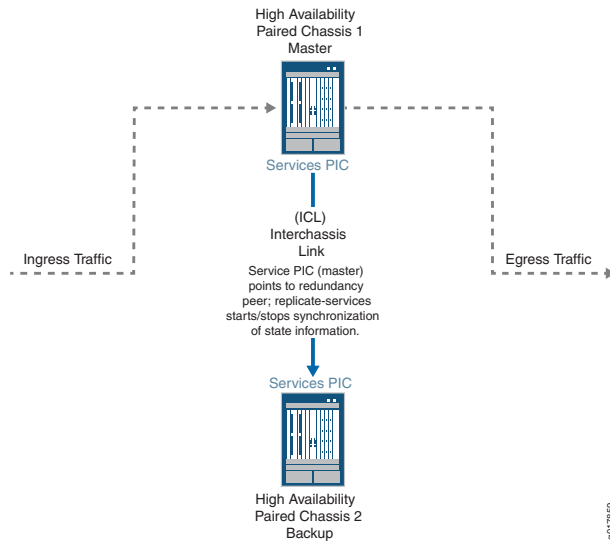 High Availability
Paired Chassis 1
Master
Services PIC
(ICL)
Interchassis
Link
Ingress Traffic
Egress Traffic
Service PIC (master)
points to redundancy
peer; replicate-services
starts/stops synchronization
of state information.
Services PIC
High Availability
Paired Chassis 2
Backup